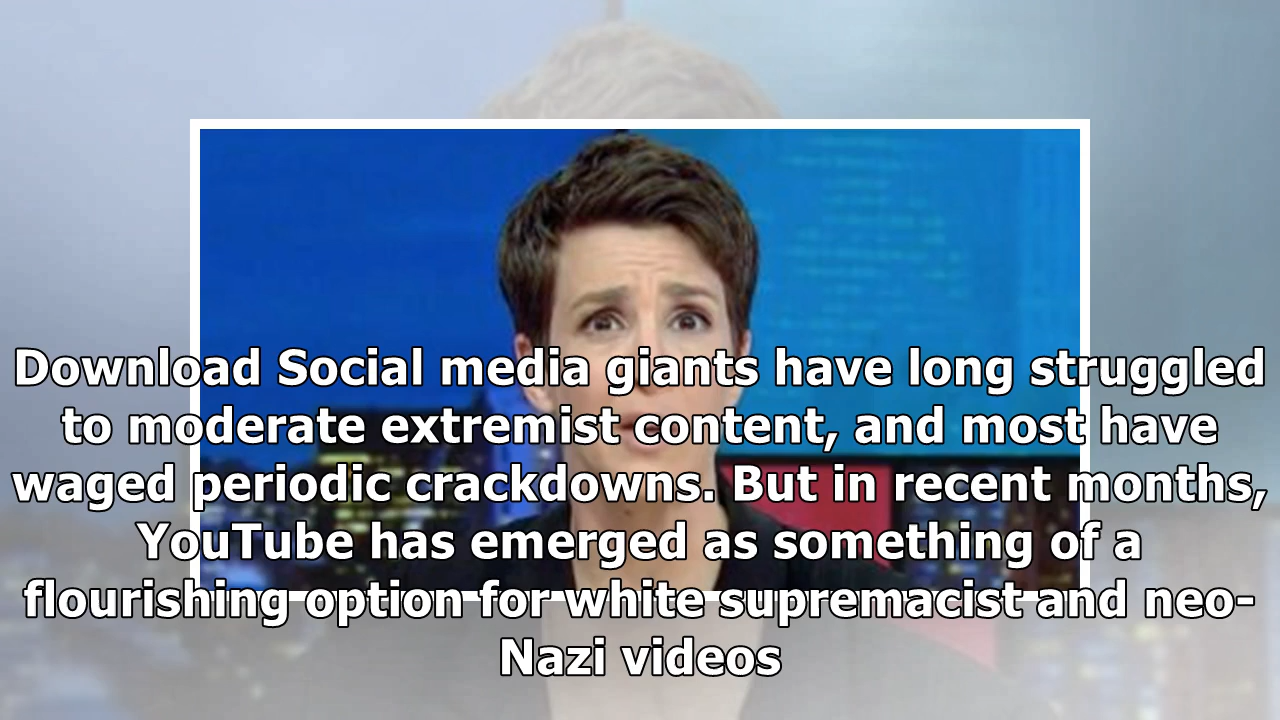 Download Social media giants have long struggled
to moderate extremist content, and most have
waged periodic crackdowns. But in recent months,
YouTube has emerged as something of a
flourishing option for white supremacist and neo-
Nazi videos